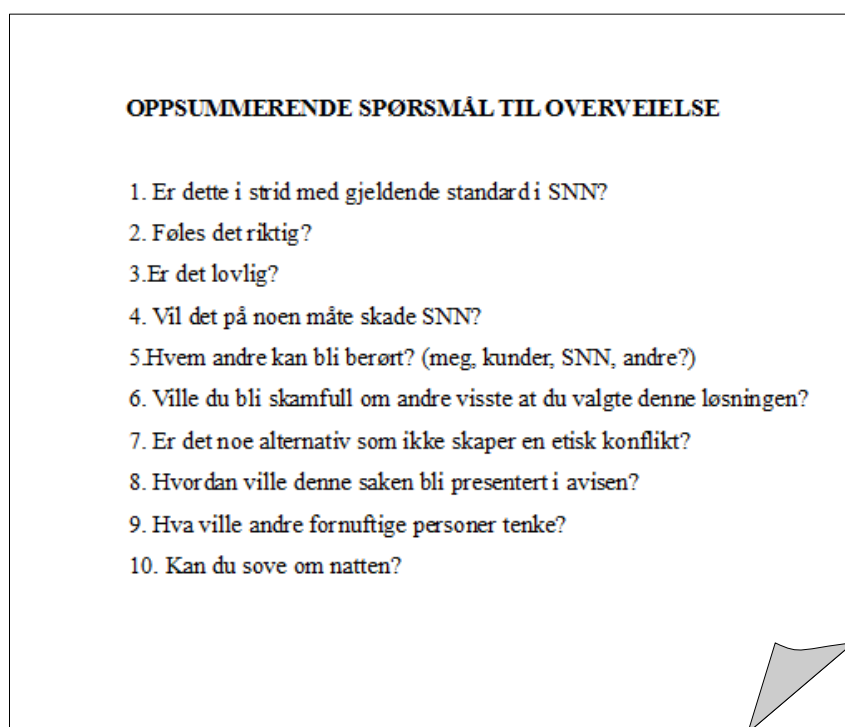 OPPSUMMERENDE SPØRSMÅL TIL OVERVEIELSE
1. Er dette i strid med gjeldende standard i SNN?
2. Føles det riktig?
3.Er det lovlig?
4. Vil det på noen måte skade SNN?
5.Hvem andre kan bli berørt? (meg, kunder, SNN, andre?)
6. Ville du bli skamfull om andre visste at du valgte denne løsningen?
7. Er det noe alternativ som ikke skaper en etisk konflikt?
8. Hvordan ville denne saken bli presentert i avisen?
9. Hva ville andre fornuftige personer tenke?
10. Kan du sove om natten?